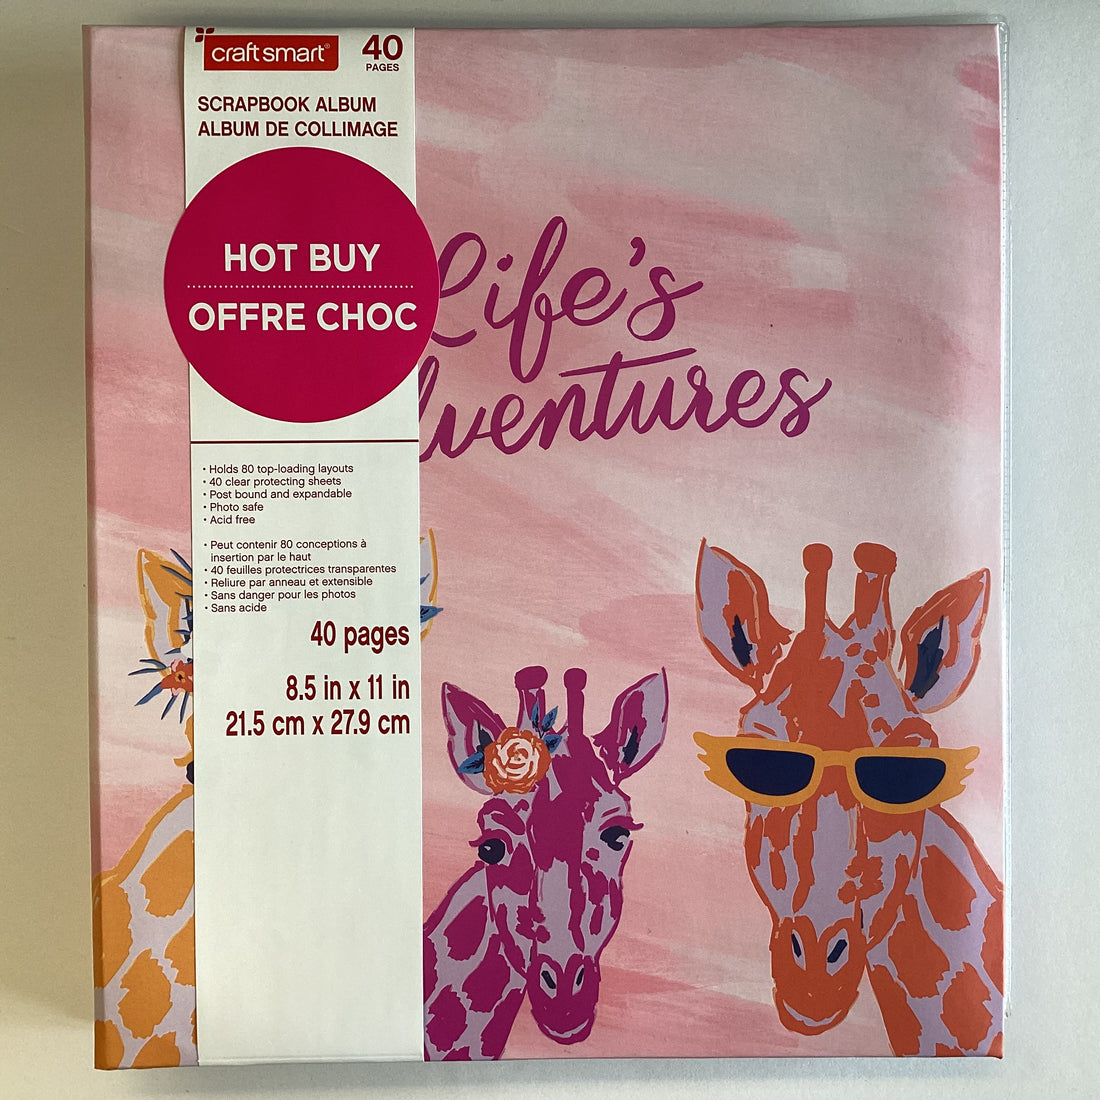 craft smart®
40
PAGES
SCRAPBOOK ALBUM
ALBUM DE COLLIMAGE
HOT BUY
OFFRE CHOC
Life's
dventures
• Holds 80 top-loading layouts
• 40 clear protecting sheets
• Post bound and expandable
• Photo safe
• Acid free
• Peut contenir 80 conceptions à
insertion par le haut
• 40 feuilles protectrices transparentes
• Reliure par anneau et extensible
• Sans danger pour les photos
• Sans acide
40 pages
8.5 in x 11 in
21.5 cm x 27.9 cm